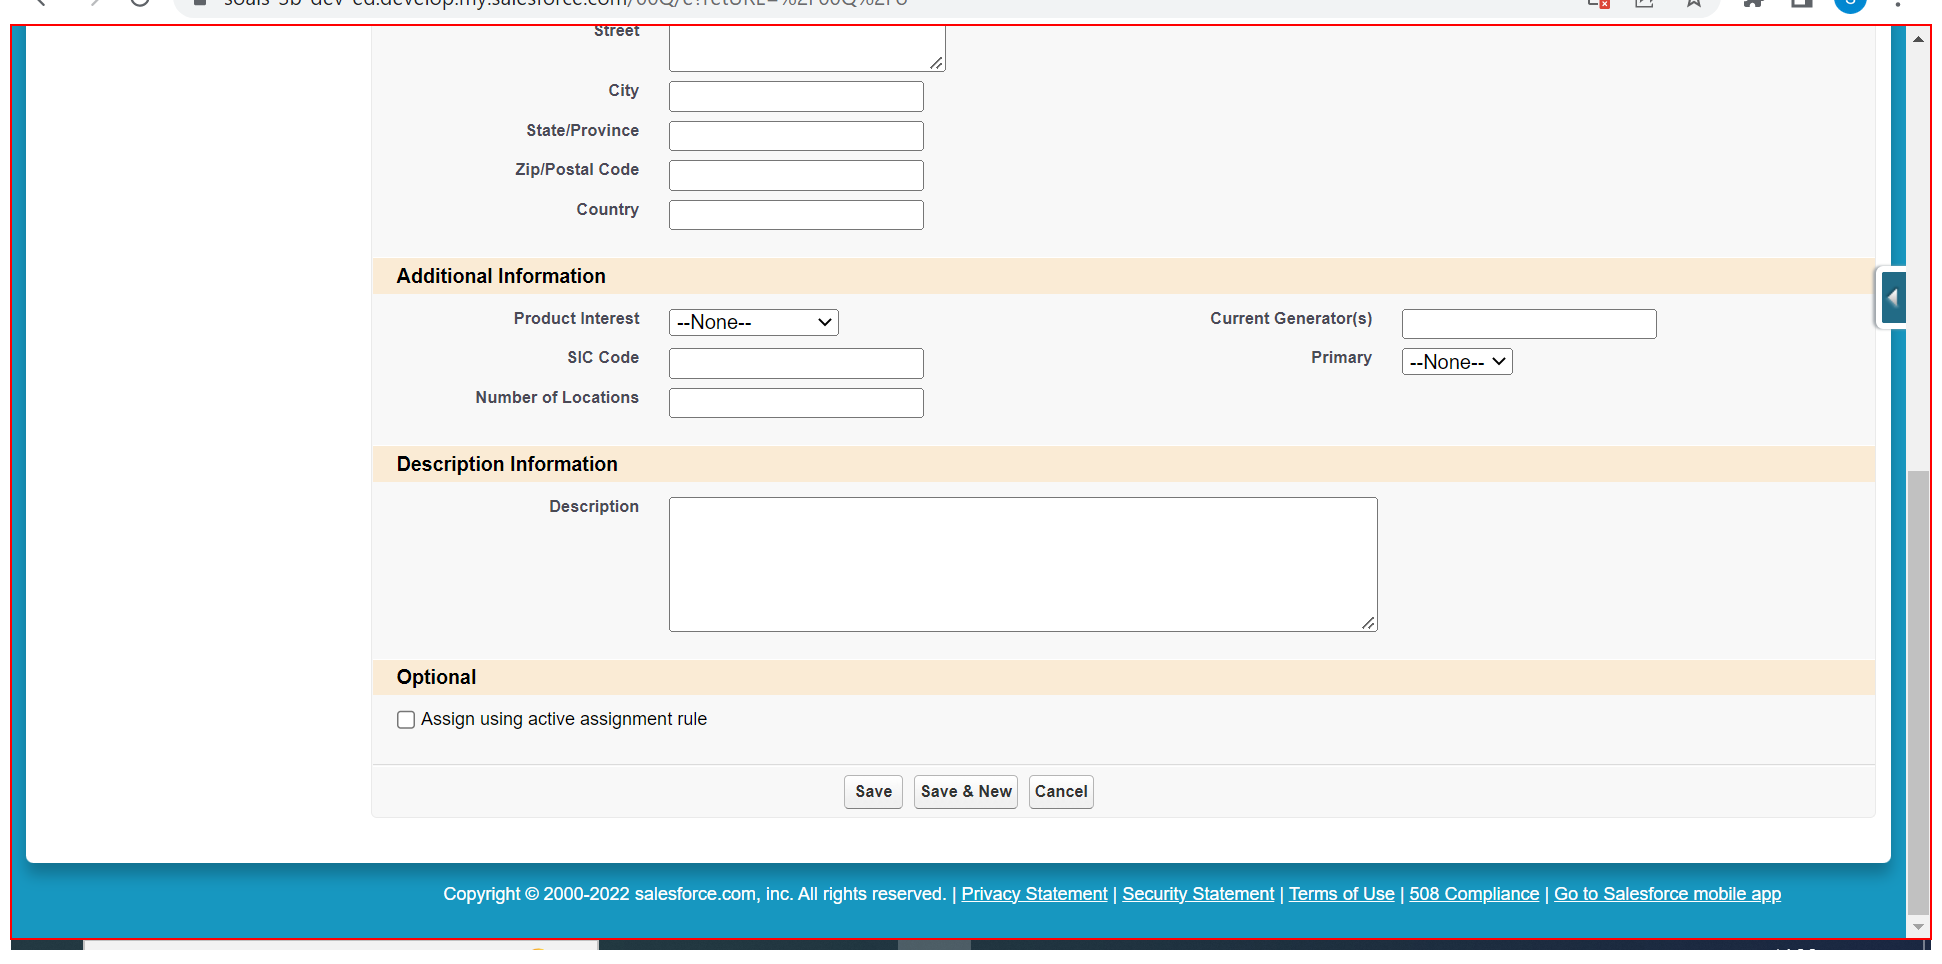 Street
City
State/Province
Zip/Postal Code
Country
Additional Information
Product Interest --None-- Current Generator(s)
SIC Code Primary --None--
Number of Locations
Description Information
Description
Optional
Assign using active assignment rule
Save Save & New Cancel
Copyright © 2000-2022 salesforce.com, inc. All rights reserved. | Privacy Statement | Security Statement | Terms of Use | 508 Compliance | Go to Salesforce mobile app